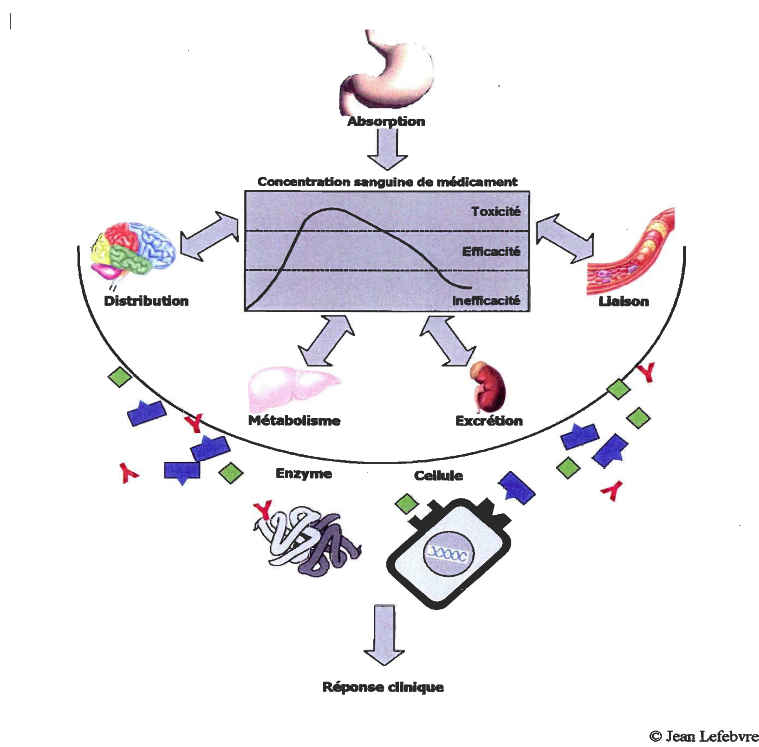 Absorption
Concentration sanguine de médicament
Toxicité
Efficacité
Inefficacité
Distribution
Liaison
Métabolisme
Excrétion
Enzyme
Cellule
Réponse clinique
© Jean Lefebvre